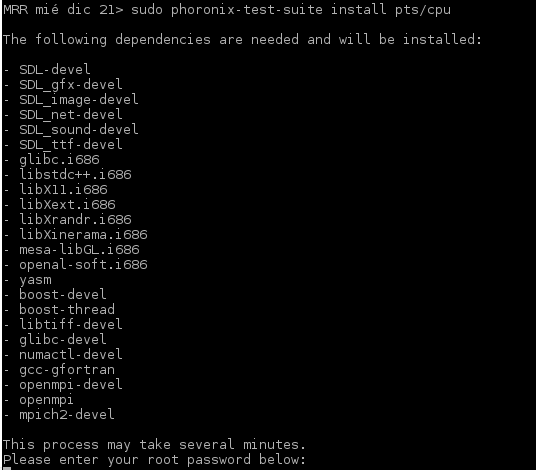 MRR mié dic 21> sudo phoronix-test-suite install pts/cpu
The following dependencies are needed and will be installed:
- SDL-devel
- SDL_gfx-devel
- SDL_image-devel
- SDL_net-devel
- SDL_sound-devel
- SDL_ttf-devel
- glibc.i686
- libstdc++.i686
- libX11.i686
- libXext.i686
- libXrandr.i686
- libXinerama.i686
- mesa-libGL.i686
- openal-soft.i686
- yasm
- boost-devel
- boost-thread
- libtiff-devel
- glibc-devel
- numactl-devel
- gcc-gfortran
- openmpi-devel
- openmpi
- mpich2-devel
This process may take several minutes.
Please enter your root password below: